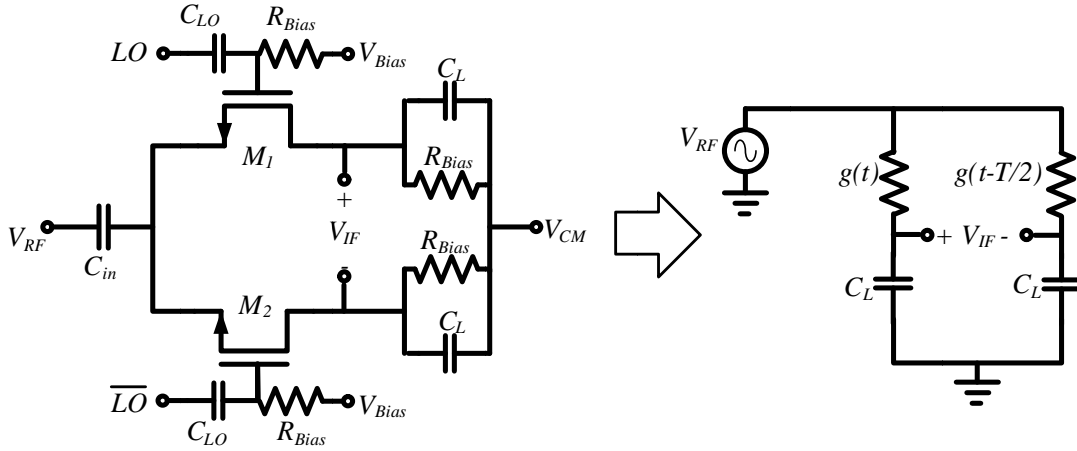 C_LO
R_Bias
LO
V_Bias
C_L
M_1
R_Bias
+
V_RF
C_in
V_IF
V_CM
R_Bias
-
M_2
C_L
\overline{LO}
V_Bias
C_LO
R_Bias
V_RF
g(t)
g(t-T/2)
+ V_IF -
C_L
C_L